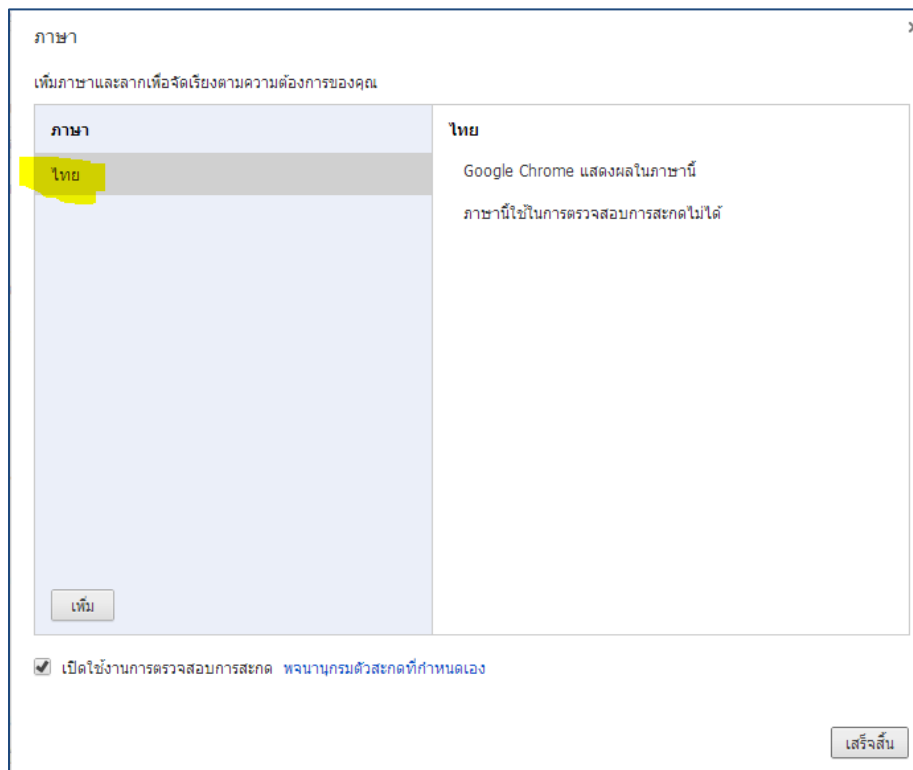 ภาษา
เพิ่มภาษาและลากเพื่อจัดเรียงตามความต้องการของคุณ
ภาษา
ไทย
เพิ่ม
ไทย
Google Chrome แสดงผลในภาษานี้
ภาษานี้ใช้ในการตรวจสอบการสะกดไม่ได้
เปิดใช้งานการตรวจสอบการสะกด พจนานุกรมตัวสะกดที่กำหนดเอง
เสร็จสิ้น